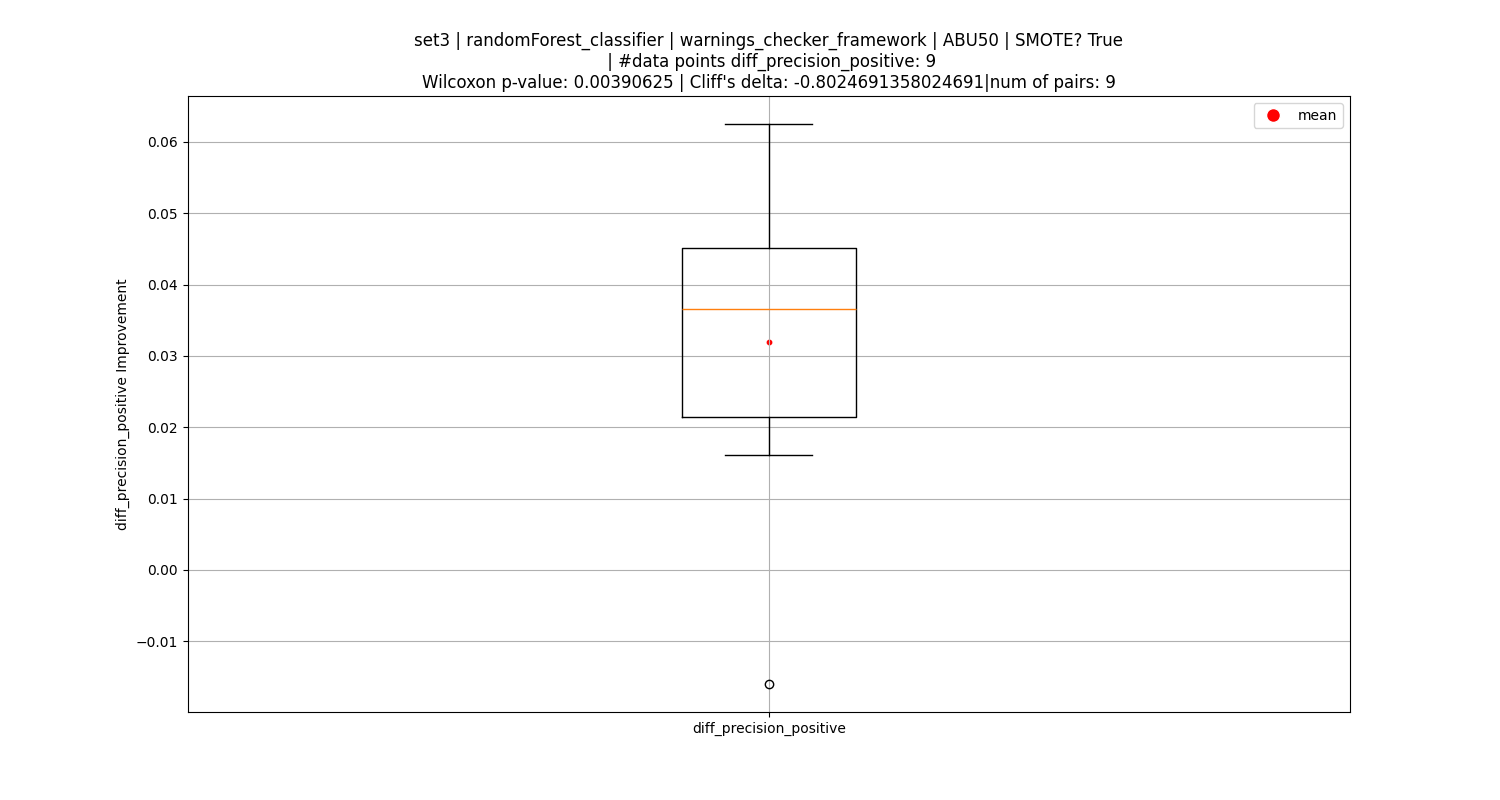 set3 | randomForest_classifier | warnings_checker_framework | ABU50 | SMOTE? True
| #data points diff_precision_positive: 9
Wilcoxon p-value: 0.00390625 | Cliff's delta: -0.8024691358024691|num of pairs: 9
mean
0.06
0.05
0.04
0.03
0.02
0.01
0.00
−0.01
diff_precision_positive Improvement
diff_precision_positive